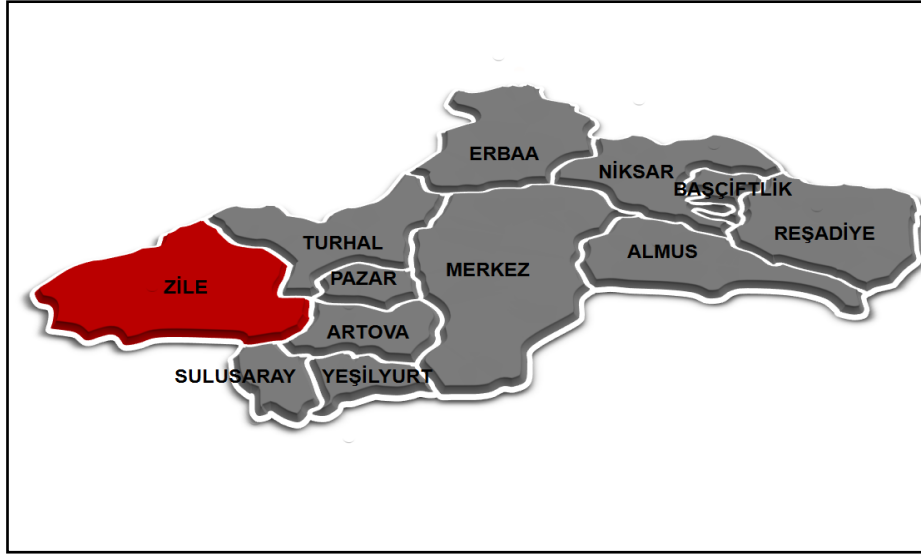 ERBAA
NİKSAR
BAŞÇİFTLİK
REŞADİYE
TURHAL
ALMUS
PAZAR
MERKEZ
ZİLE
ARTOVA
SULUSARAY
YEŞİLYURT